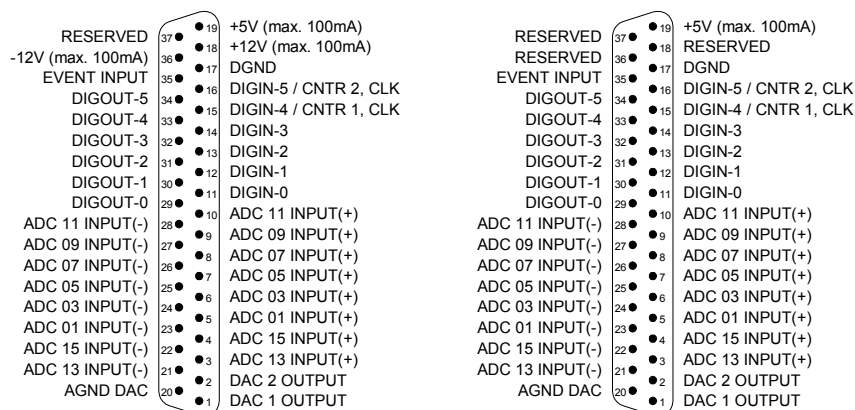 19 +5V (max. 100mA)
RESERVED 37
18 +12V (max. 100mA)
-12V (max. 100mA) 36
17 DGND
EVENT INPUT 35
16 DIGIN-5 / CNTR 2, CLK
DIGOUT-5 34
15 DIGIN-4 / CNTR 1, CLK
DIGOUT-4 33
14 DIGIN-3
DIGOUT-3 32
13 DIGIN-2
DIGOUT-2 31
12 DIGIN-1
DIGOUT-1 30
11 DIGIN-0
DIGOUT-0 29
10 ADC 11 INPUT(+)
ADC 11 INPUT(-) 28
9 ADC 09 INPUT(+)
ADC 09 INPUT(-) 27
8 ADC 07 INPUT(+)
ADC 07 INPUT(-) 26
7 ADC 05 INPUT(+)
ADC 05 INPUT(-) 25
6 ADC 03 INPUT(+)
ADC 03 INPUT(-) 24
5 ADC 01 INPUT(+)
ADC 01 INPUT(-) 23
4 ADC 15 INPUT(+)
ADC 15 INPUT(-) 22
3 ADC 13 INPUT(+)
ADC 13 INPUT(-) 21
2 DAC 2 OUTPUT
AGND DAC 20
1 DAC 1 OUTPUT
19 +5V (max. 100mA)
RESERVED 37
18 RESERVED
RESERVED 36
17 DGND
EVENT INPUT 35
16 DIGIN-5 / CNTR 2, CLK
DIGOUT-5 34
15 DIGIN-4 / CNTR 1, CLK
DIGOUT-4 33
14 DIGIN-3
DIGOUT-3 32
13 DIGIN-2
DIGOUT-2 31
12 DIGIN-1
DIGOUT-1 30
11 DIGIN-0
DIGOUT-0 29
10 ADC 11 INPUT(+)
ADC 11 INPUT(-) 28
9 ADC 09 INPUT(+)
ADC 09 INPUT(-) 27
8 ADC 07 INPUT(+)
ADC 07 INPUT(-) 26
7 ADC 05 INPUT(+)
ADC 05 INPUT(-) 25
6 ADC 03 INPUT(+)
ADC 03 INPUT(-) 24
5 ADC 01 INPUT(+)
ADC 01 INPUT(-) 23
4 ADC 15 INPUT(+)
ADC 15 INPUT(-) 22
3 ADC 13 INPUT(+)
ADC 13 INPUT(-) 21
2 DAC 2 OUTPUT
AGND DAC 20
1 DAC 1 OUTPUT